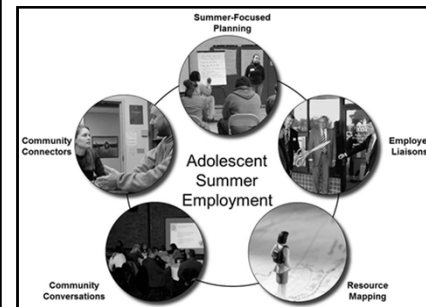 Summer-Focused
Planning
Community
Connectors
Employe
Liaisons
Adolescent
Summer
Employment
Community
Conversations
Resource
Mapping